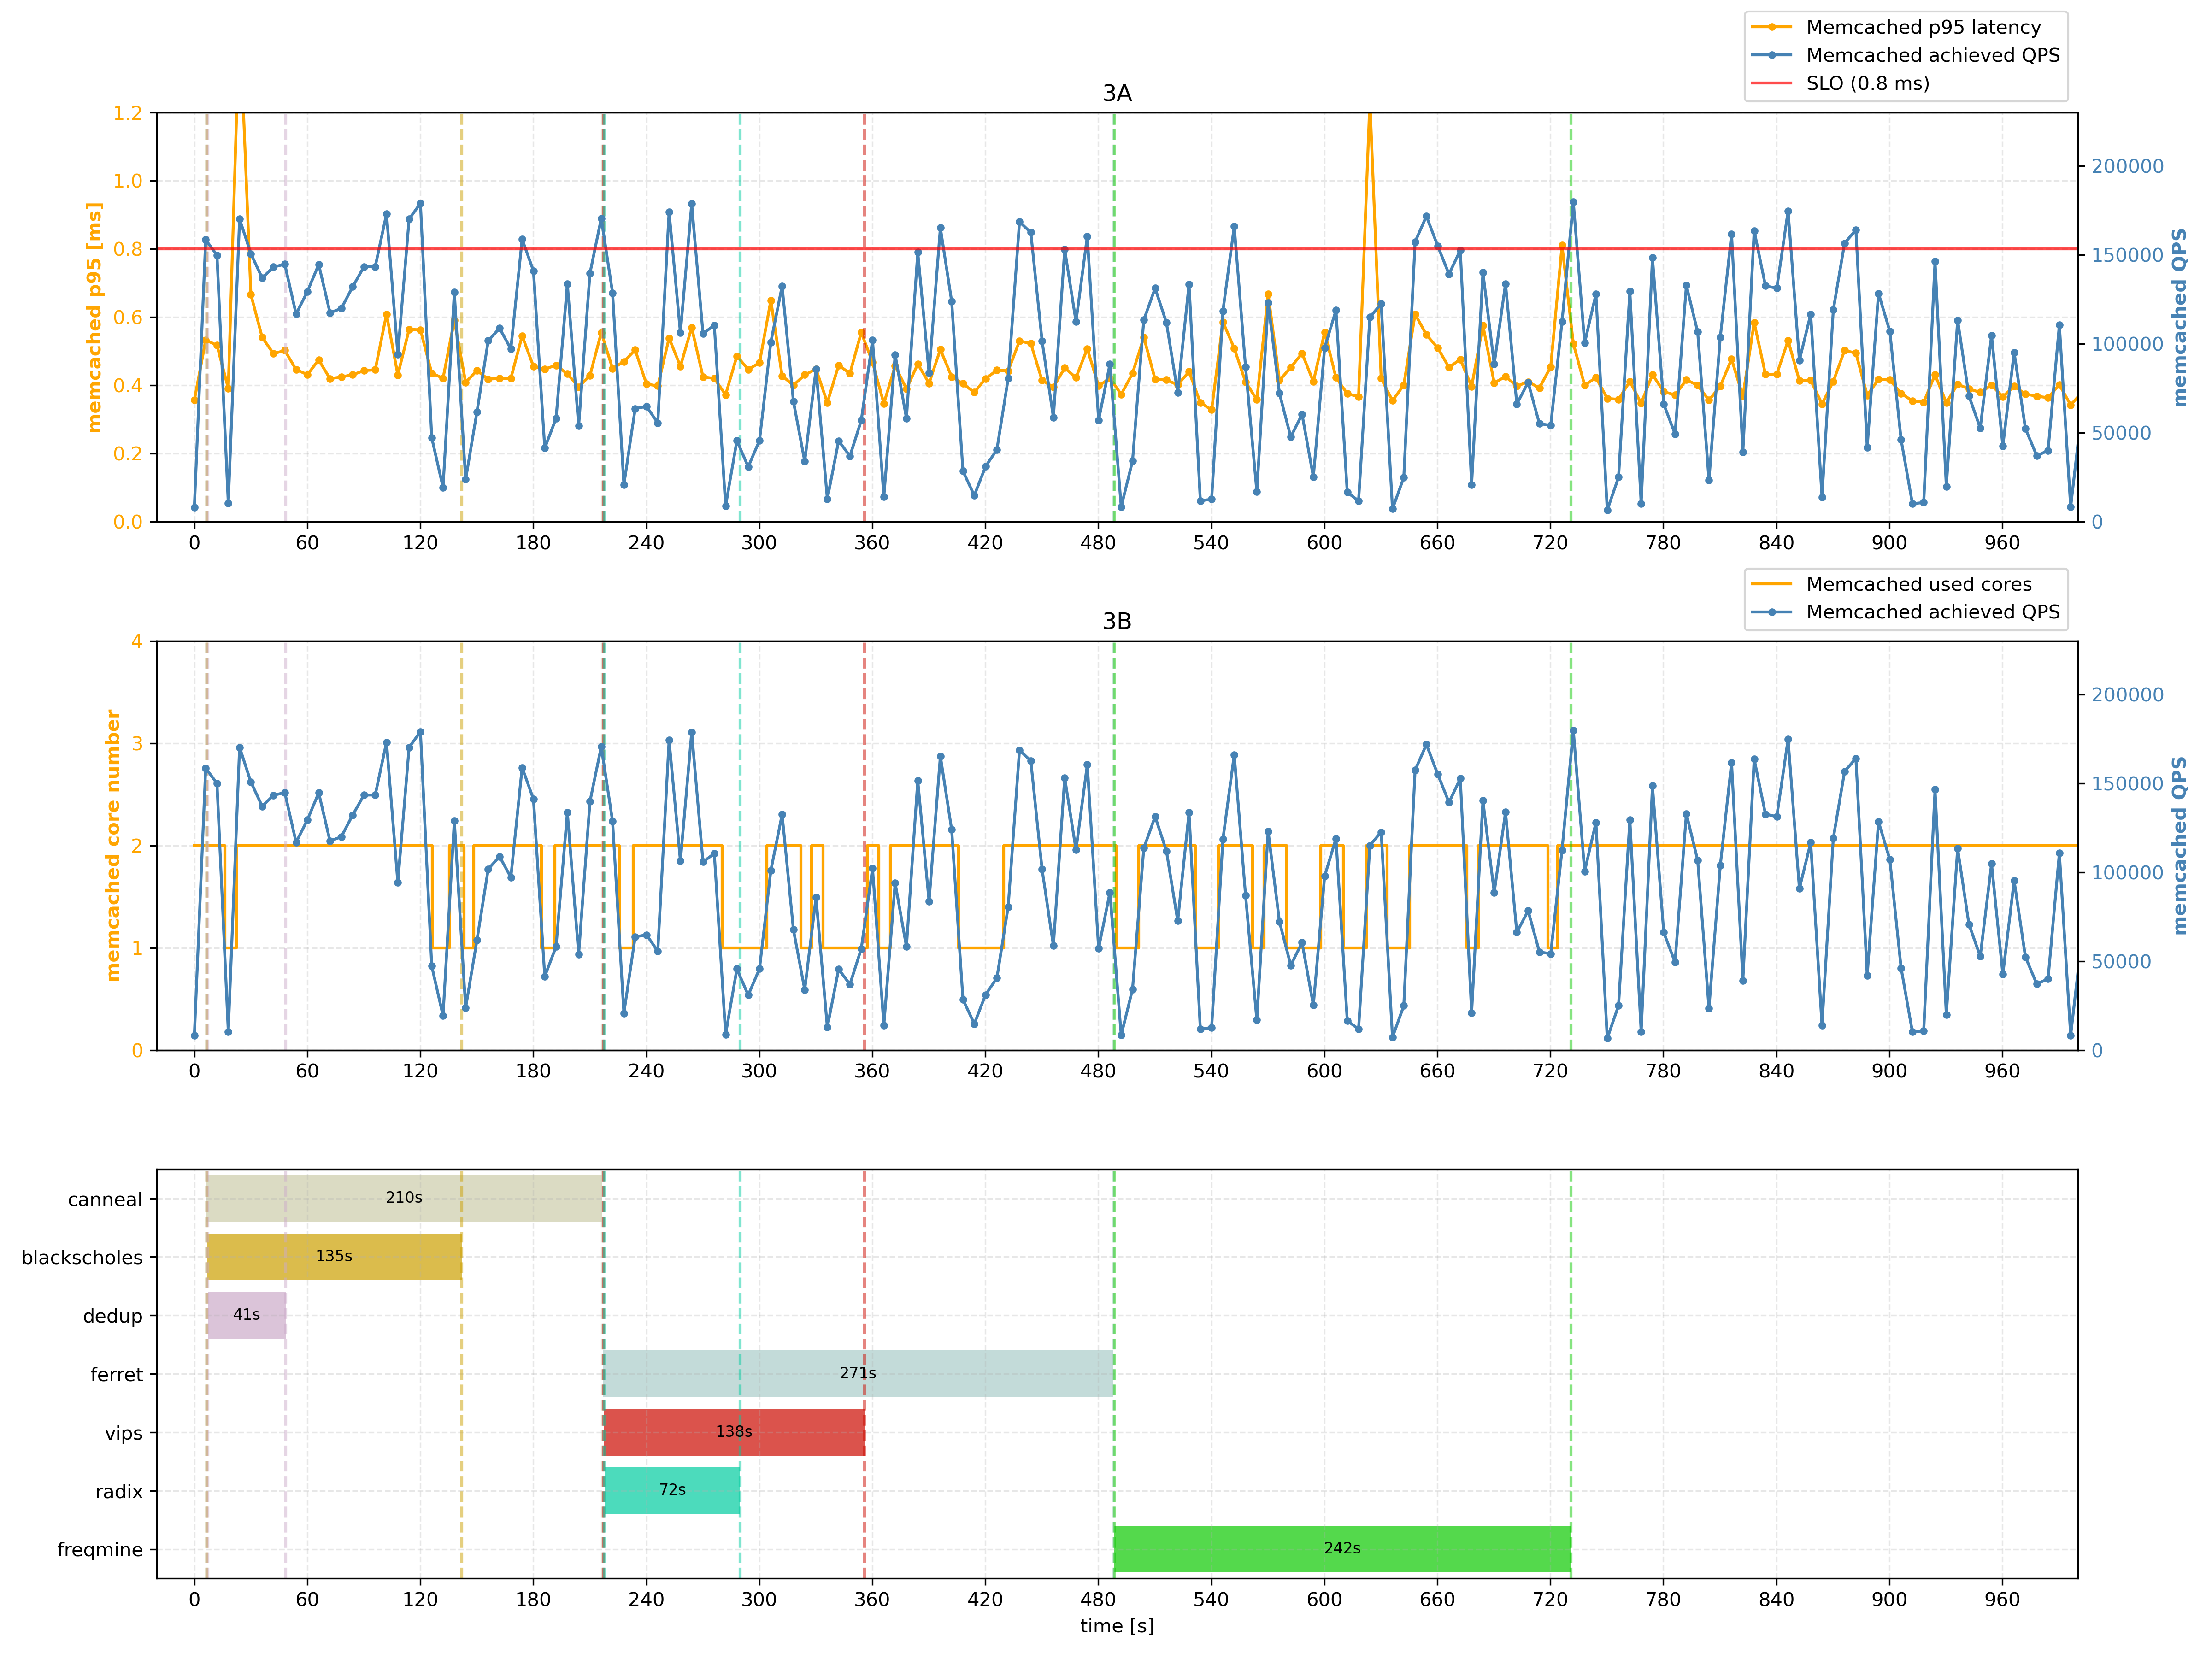 Memcached p95 latency
Memcached achieved QPS
SLO (0.8 ms)
3A
memcached p95 [ms]
1.2
1.0
0.8
0.6
0.4
0.2
0.0
200000
150000
100000
50000
0
memcached QPS
0 60 120 180 240 300 360 420 480 540 600 660 720 780 840 900 960
Memcached used cores
Memcached achieved QPS
3B
memcached core number
4
3
2
1
0
200000
150000
100000
50000
0
memcached QPS
0 60 120 180 240 300 360 420 480 540 600 660 720 780 840 900 960
canneal 210s
blackscholes 135s
dedup 41s
ferret 271s
vips 138s
radix 72s
freqmine 242s
0 60 120 180 240 300 360 420 480 540 600 660 720 780 840 900 960
time [s]